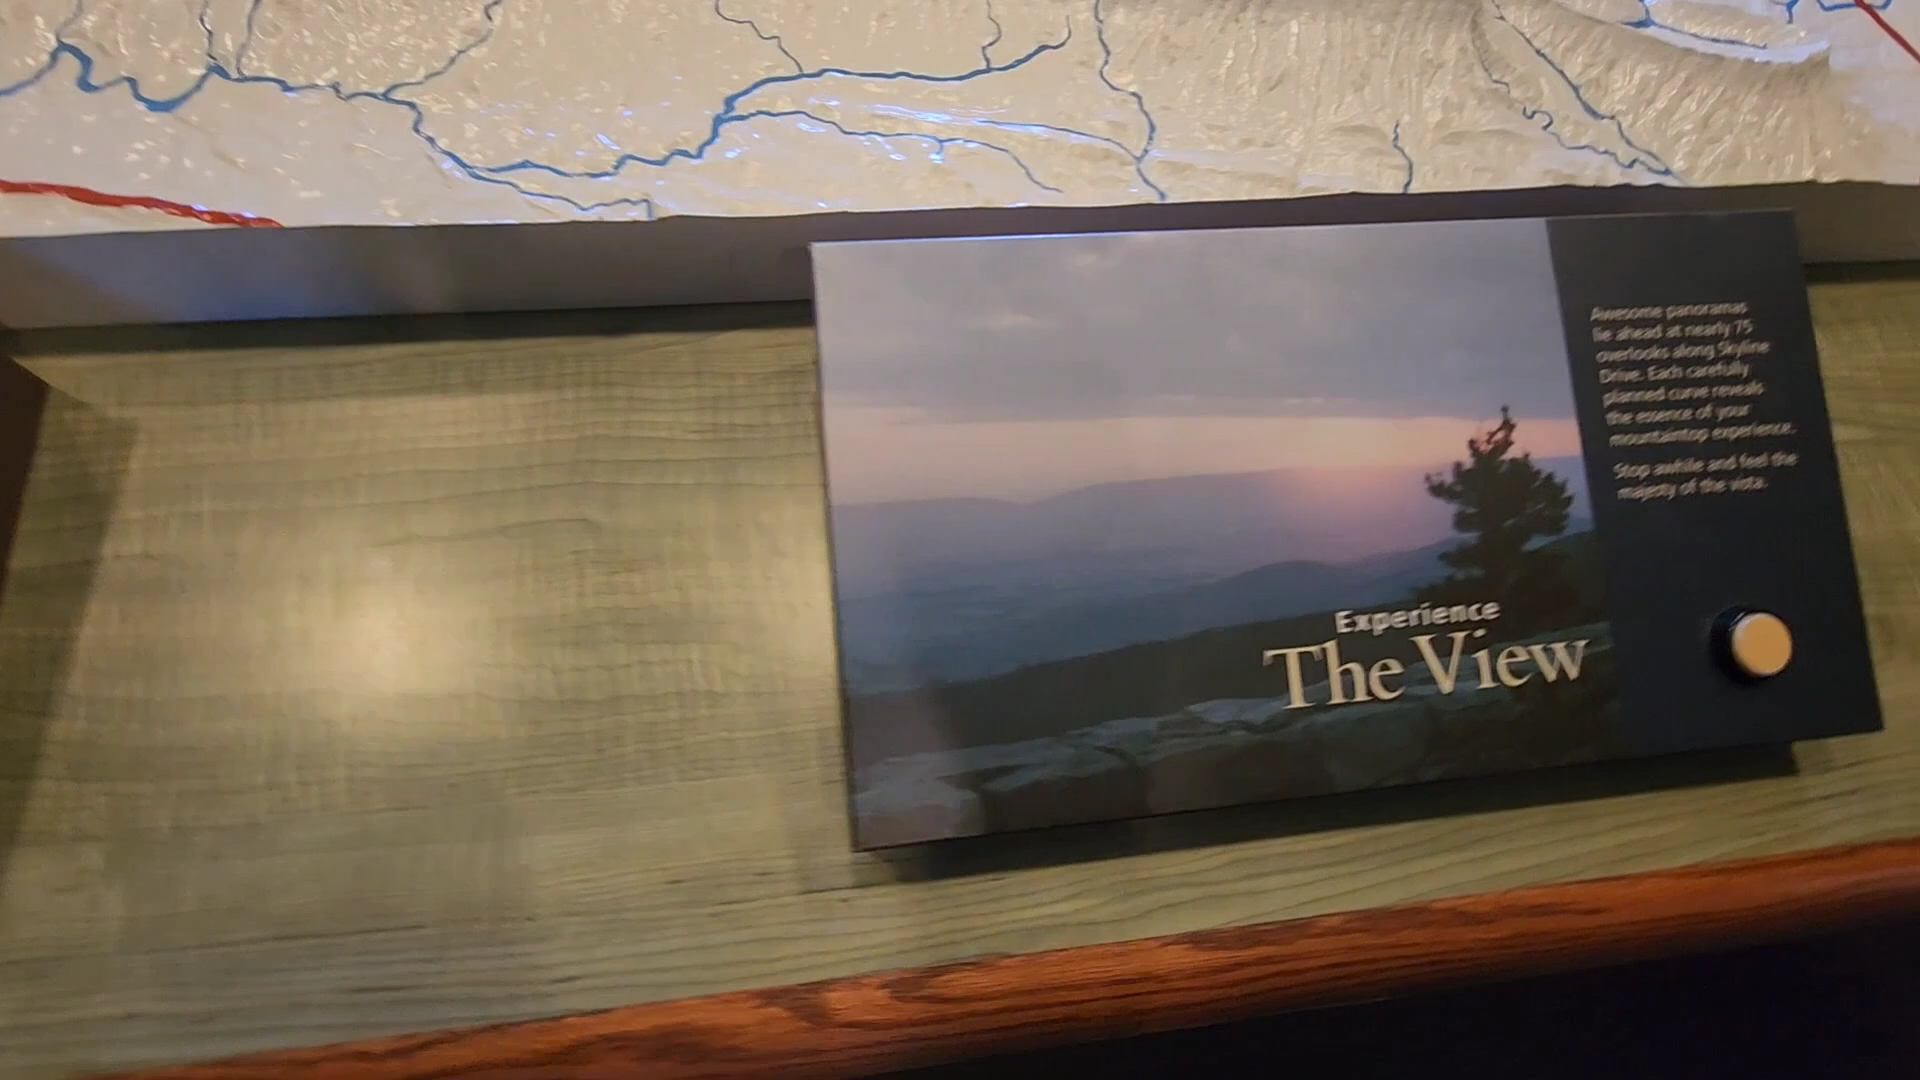 Awesome panoramas
lie ahead at nearly 75
overlooks along Skyline
Drive. Each carefully
planned curve reveals
the essence of your
mountaintop experience.
Stop awhile and feel the
majesty of the vista.
Experience
The View